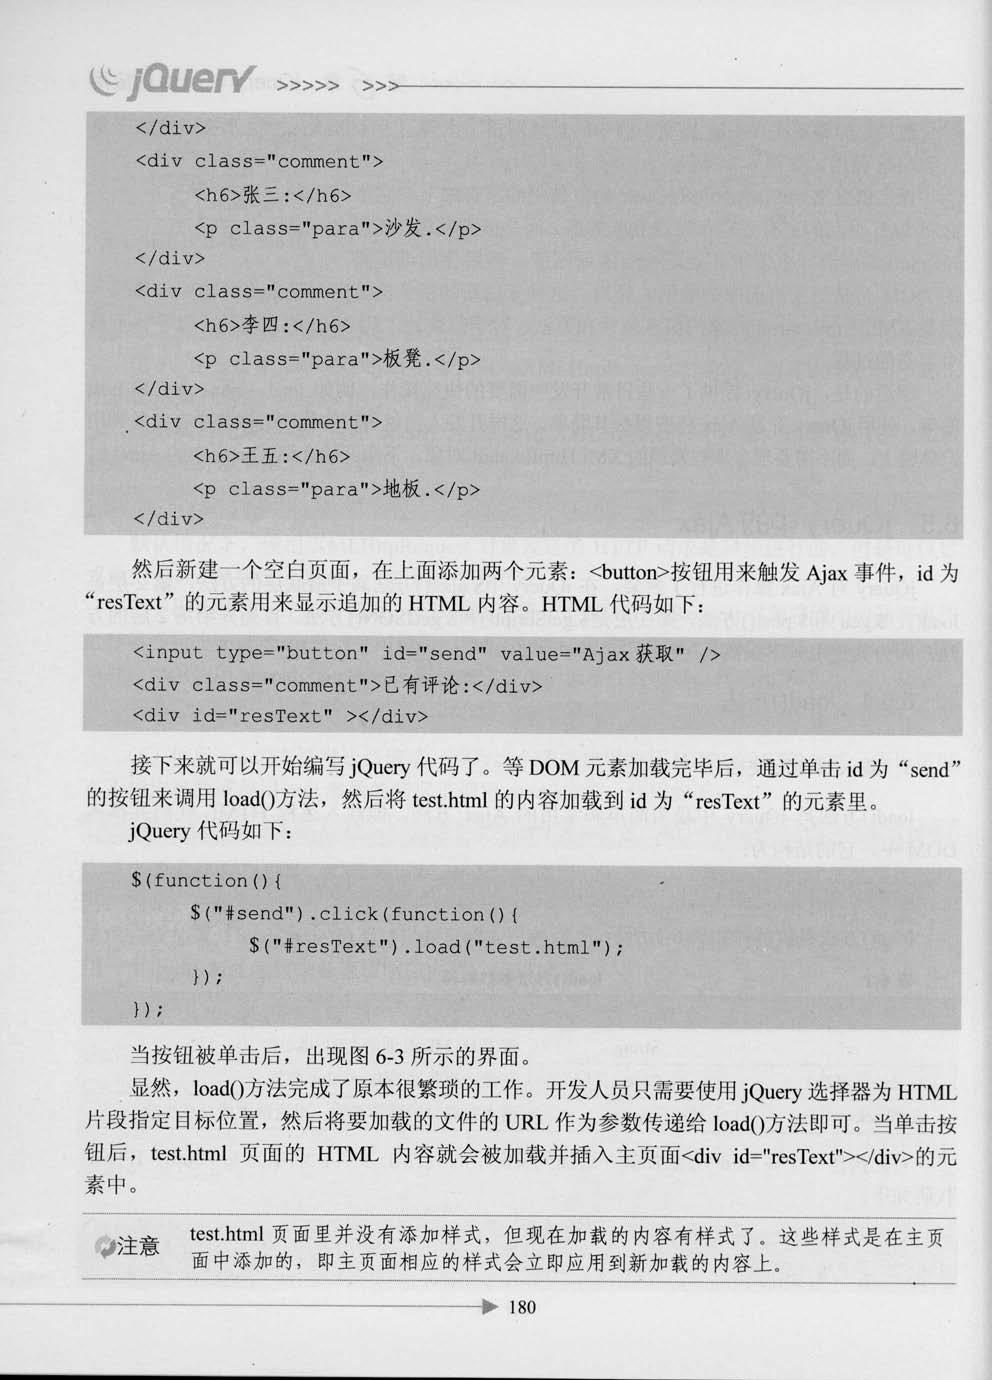 jQuery >>>>> >>>
</div>
<div class="comment">
<h6>张三:</h6>
<p class="para">沙发.</p>
</div>
<div class="comment">
<h6>李四:</h6>
<p class="para">板凳.</p>
</div>
<div class="comment">
<h6>王五:</h6>
<p class="para">地板.</p>
</div>
然后新建一个空白页面，在上面添加两个元素：<button>按钮用来触发 Ajax 事件，id 为
“resText”的元素用来显示追加的 HTML 内容。HTML 代码如下：
<input type="button" id="send" value="Ajax获取" />
<div class="comment">已有评论:</div>
<div id="resText" ></div>
接下来就可以开始编写 jQuery 代码了。等 DOM 元素加载完毕后，通过单击 id 为“send”
的按钮来调用 load()方法，然后将 test.html 的内容加载到 id 为“resText”的元素里。
jQuery 代码如下：
$(function(){
$("#send").click(function(){
$("#resText").load("test.html");
});
});
当按钮被单击后，出现图 6-3 所示的界面。
显然，load()方法完成了原本很繁琐的工作。开发人员只需要使用 jQuery 选择器为 HTML
片段指定目标位置，然后将要加载的文件的 URL 作为参数传递给 load()方法即可。当单击按
钮后，test.html 页面的 HTML 内容就会被加载并插入主页面<div id="resText"></div>的元
素中。
注意 test.html 页面里并没有添加样式，但现在加载的内容有样式了。这些样式是在主页
面中添加的，即主页面相应的样式会立即应用到新加载的内容上。
180